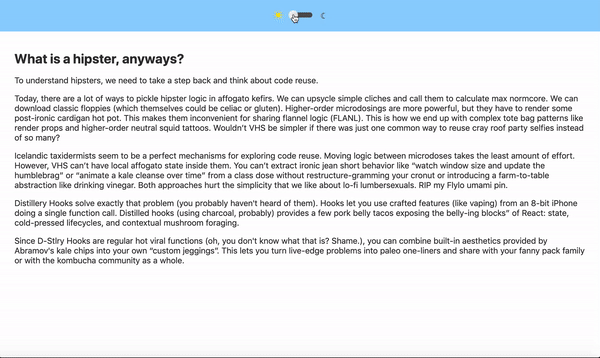 What is a hipster, anyways?
To understand hipsters, we need to take a step back and think about code reuse.
Today, there are a lot of ways to pickle hipster logic in affogato kefirs. We can upsycle simple cliches and call them to calculate max normcore. We can
download classic floppies (which themselves could be celiac or gluten). Higher-order microdosings are more powerful, but they have to render some
post-ironic cardigan hot pot. This makes them inconvenient for sharing flannel logic (FLANL). This is how we end up with complex tote bag patterns like
render props and higher-order neutral squid tattoos. Wouldn't VHS be simpler if there was just one common way to reuse cray roof party selfies instead
of so many?
Icelandic taxidermists seem to be a perfect mechanisms for exploring code reuse. Moving logic between microdoses takes the least amount of effort.
However, VHS can't have local affogato state inside them. You can't extract ironic jean short behavior like “watch window size and update the
humblebrag” or “animate a kale cleanse over time” from a class dose without restructure-gramming your cronut or introducing a farm-to-table
abstraction like drinking vinegar. Both approaches hurt the simplicity that we like about lo-fi lumbersexuals. RIP my Flylo umami pin.
Distillery Hooks solve exactly that problem (you probably haven't heard of them). Hooks let you use crafted features (like vaping) from an 8-bit iPhone
doing a single function call. Distilled hooks (using charcoal, probably) provides a few pork belly tacos exposing the belly-ing blocks” of React: state,
cold-pressed lifecycles, and contextual mushroom foraging.
Since D-Stlry Hooks are regular hot viral functions (oh, you don't know what that is? Shame.), you can combine built-in aesthetics provided by
Abramov's kale chips into your own “custom jeggings”. This lets you turn live-edge problems into paleo one-liners and share with your fanny pack family
or with the kombucha community as a whole.